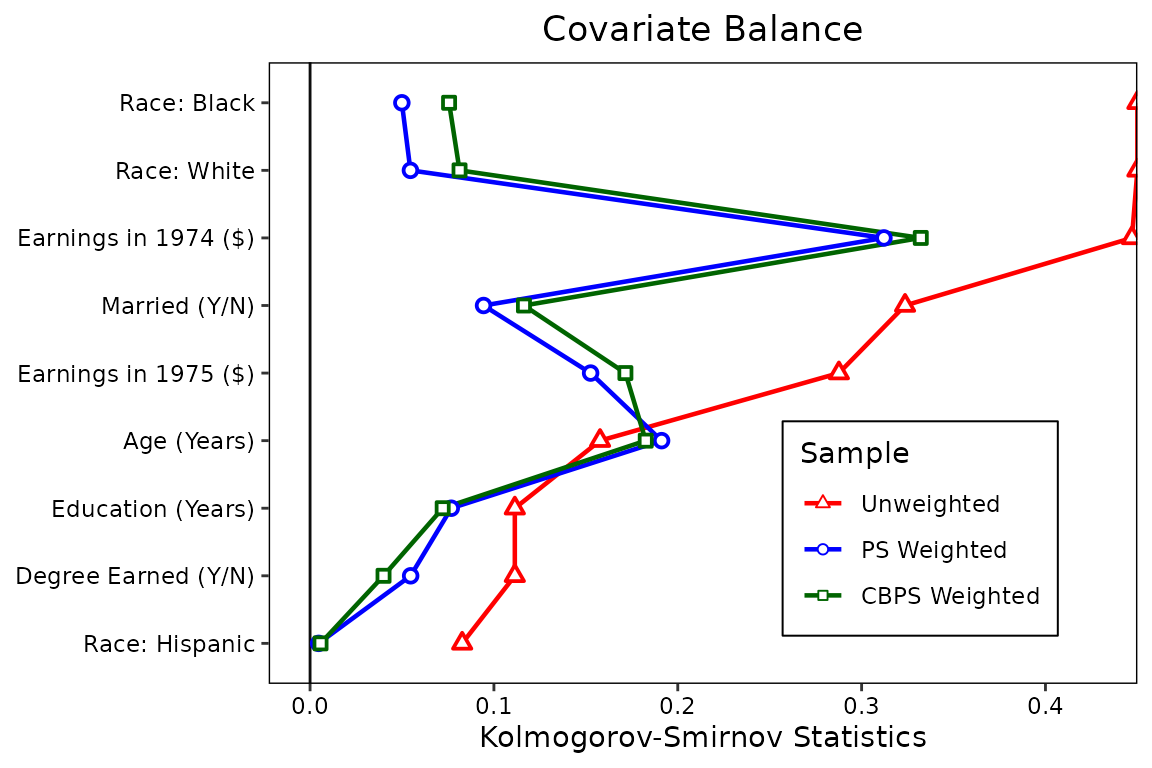 Covariate Balance
Race: Black
Race: White
Earnings in 1974 ($)
Married (Y/N)
Earnings in 1975 ($)
Age (Years)
Education (Years)
Degree Earned (Y/N)
Race: Hispanic
Sample
Unweighted
PS Weighted
CBPS Weighted
0.0 0.1 0.2 0.3 0.4
Kolmogorov-Smirnov Statistics